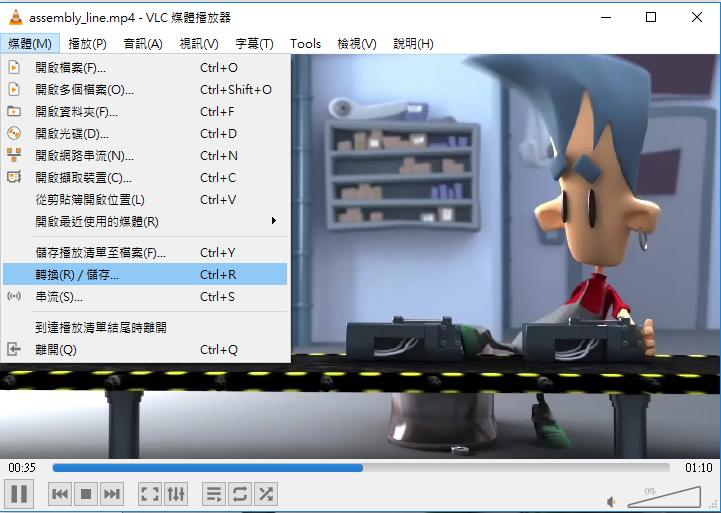 assembly_line.mp4 - VLC 媒體播放器
媒體(M) 播放(P) 音訊(A) 視訊(V) 字幕(T) Tools 檢視(V) 說明(H)
開啟檔案(F)... Ctrl+O
開啟多個檔案(O)... Ctrl+Shift+O
開啟資料夾(F)... Ctrl+F
開啟光碟(D)... Ctrl+D
開啟網路串流(N)... Ctrl+N
開啟擷取裝置(C)... Ctrl+C
從剪貼簿開啟位置(L) Ctrl+V
開啟最近使用的媒體(R)
儲存播放清單至檔案(F)... Ctrl+Y
轉換(R) / 儲存... Ctrl+R
串流(S)... Ctrl+S
到達播放清單結尾時離開
離開(Q) Ctrl+Q
00:35 01:10
0%